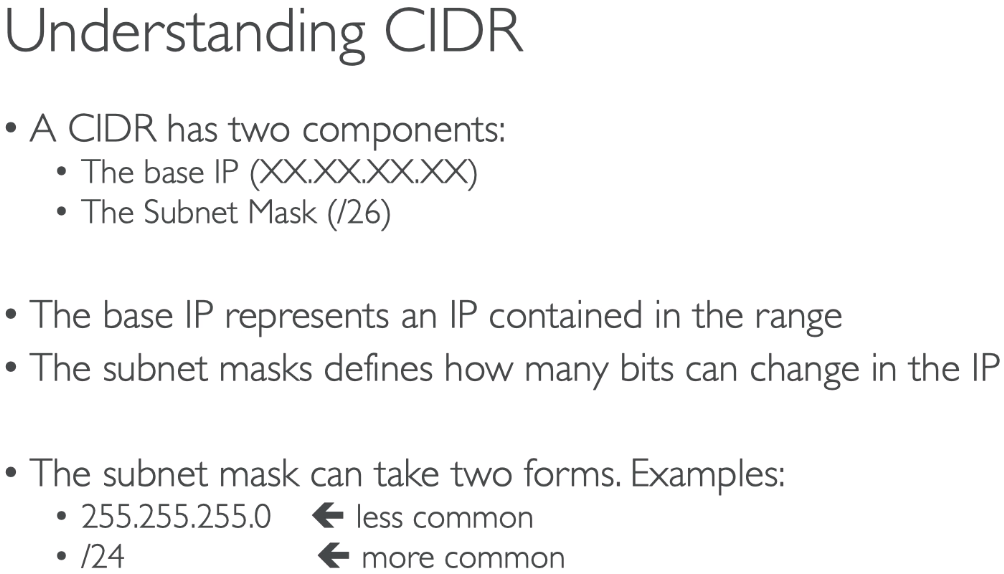 Understanding CIDR
• A CIDR has two components:
• The base IP (XX.XX.XX.XX)
• The Subnet Mask (/26)
• The base IP represents an IP contained in the range
• The subnet masks defines how many bits can change in the IP
• The subnet mask can take two forms. Examples:
• 255.255.255.0 🡸 less common
• /24 🡸 more common